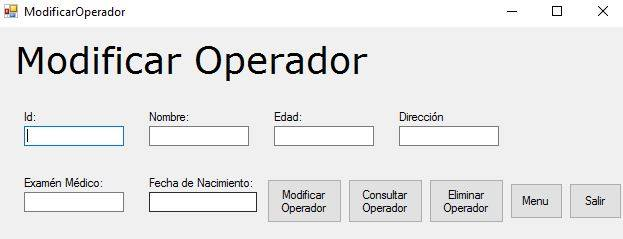 ModificarOperador
Modificar Operador
Id:
Nombre:
Edad:
Dirección
Examén Médico:
Fecha de Nacimiento:
Modificar
Operador
Consultar
Operador
Eliminar
Operador
Menu
Salir